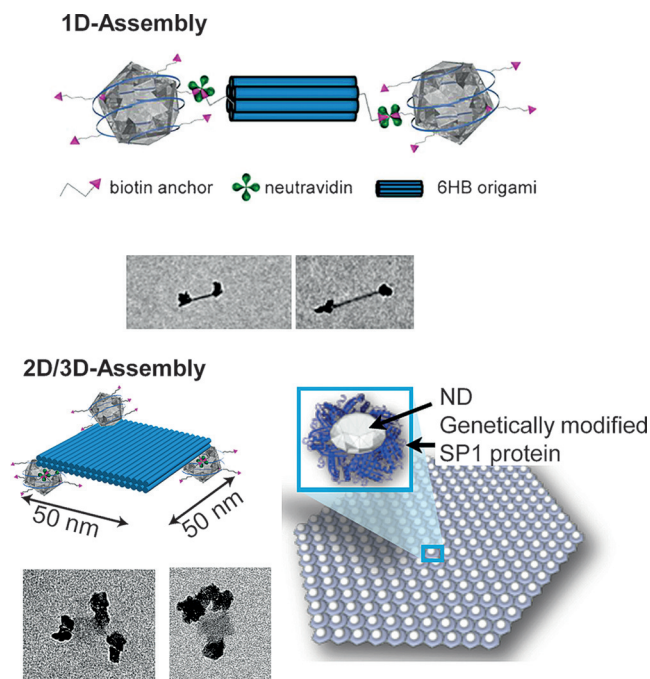 1D-Assembly
biotin anchor
neutravidin
6HB origami
2D/3D-Assembly
ND
Genetically modified
SP1 protein
50 nm
50 nm